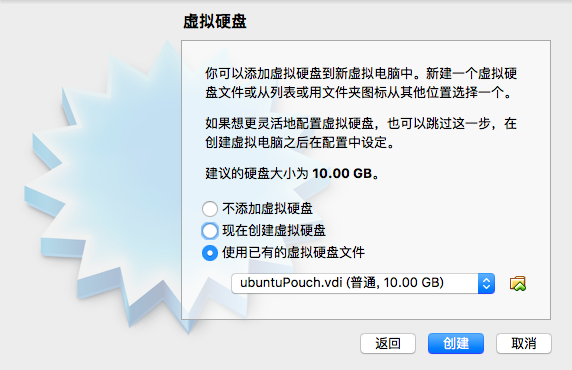 虚拟硬盘
你可以添加虚拟硬盘到新虚拟电脑中。新建一个虚拟硬
盘文件或从列表或用文件夹图标从其他位置选择一个。
如果想更灵活地配置虚拟硬盘，也可以跳过这一步，在
创建虚拟电脑之后在配置中设定。
建议的硬盘大小为 10.00 GB。
不添加虚拟硬盘
现在创建虚拟硬盘
使用已有的虚拟硬盘文件
ubuntuPouch.vdi (普通, 10.00 GB)
返回 创建 取消